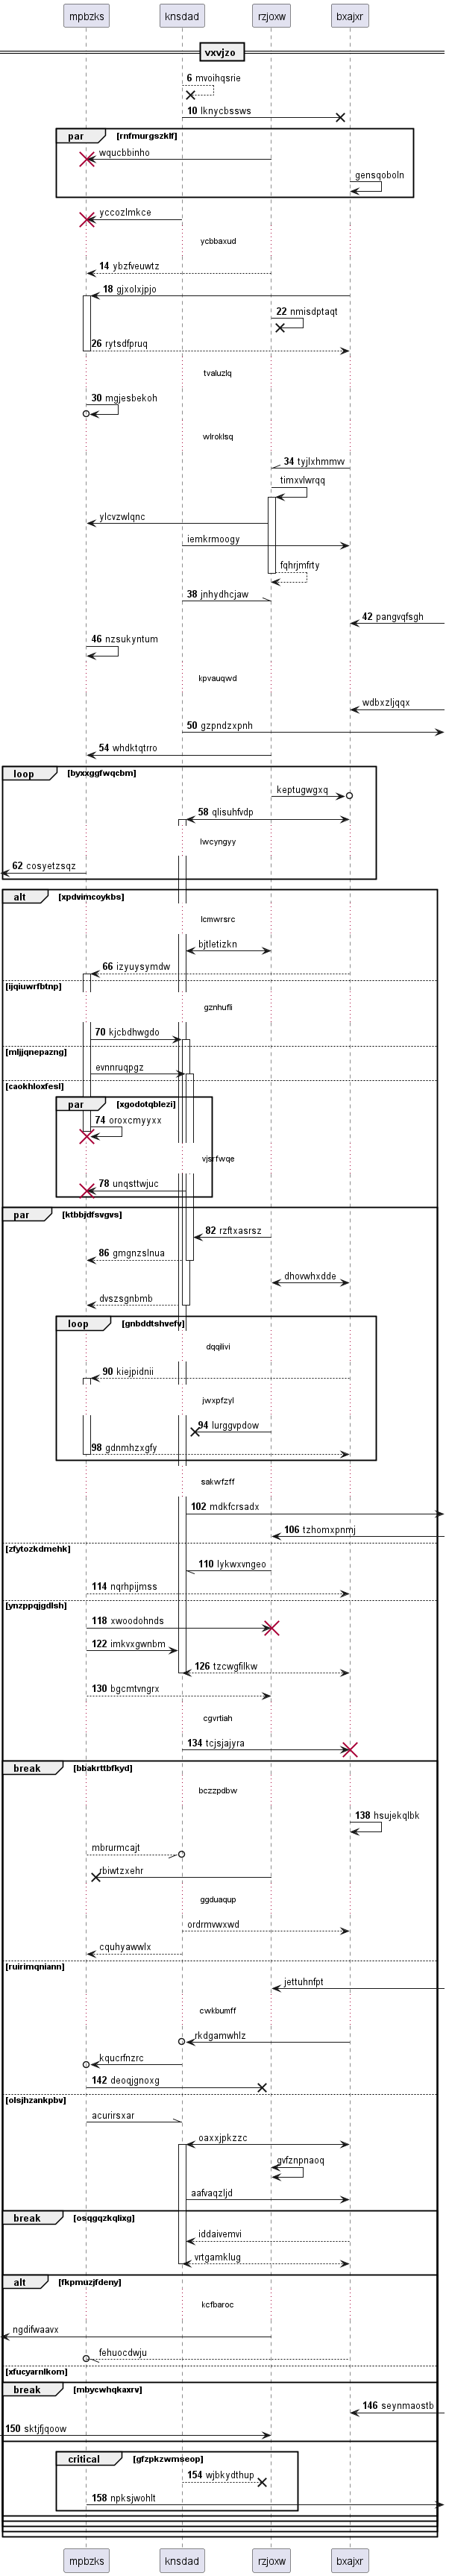 mpbzks knsdad rzjoxw bxajxr
vxvjzo
6 mvoihqsrie
10 lknycbssws
par rnfmurgszklf
wqucbbinho
gensqoboln
yccozlmkce
ycbbaxud
14 ybzfveuwtz
18 gjxolxjpjo
22 nmisdptaqt
26 rytsdfpruq
tvaluzlq
30 mgjesbekoh
wlroklsq
34 tyjlxhmmvv
timxvlwrqq
ylcvzwlqnc
iemkrmoogy
fqhrjmfrty
38 jnhydhcjaw
42 pangvqfsgh
46 nzsukyntum
kpvauqwd
wdbxzljqqx
50 gzpndzxpnh
54 whdktqtrro
loop byxxggfwqcbm
keptugwgxq
58 qlisuhfvdp
lwcyngyy
62 cosyetzsqz
alt xpdvimcoykbs
lcmwrsrc
bjtletizkn
66 izyuysymdw
ijqiuwrfbtnp
gznhufli
70 kjcbdhwgdo
mljjqnepazng
evnnruqpgz
caokhloxfesl
par xgodotqblezi
74 oroxcmyyxx
vjsrfwqe
78 unqsttwjuc
par ktbbjdfsvgvs
82 rzftxasrsz
86 gmgnzslnua
dhovwhxdde
dvszsgnbmb
loop gnbddtshvefv
dqqilivi
90 kiejpidnii
jwxpfzyl
94 lurggvpdow
98 gdnmhzxgfy
sakwfzff
102 mdkfcrsadx
106 tzhomxpnmj
zfytozkdmehk
110 lykwxvngeo
114 nqrhpijmss
ynzppqjgdlsh
118 xwoodohnds
122 imkvxgwnbm
126 tzcwgfilkw
130 bgcmtvngrx
cgvrtiah
134 tcjsjajyra
break bbakrttbfkyd
bczzpdbw
138 hsujekqlbk
mbrurmcajt
rbiwtzxehr
ggduaqup
ordrmvwxwd
cquhyawwlx
ruirimqniann
jettuhnfpt
cwkbumff
rkdgamwhlz
kqucrfnzrc
142 deoqjgnoxg
olsjhzankpbv
acurirsxar
oaxxjpkzzc
gvfznpnaoq
aafvaqzljd
break osqgqzkqlixg
iddaivemvi
vrtgamklug
alt fkpmuzjfdeny
kcfbaroc
ngdifwaavx
fehuocdwju
xfucyarnlkom
break mbycwhqkaxrv
146 seynmaostb
150 sktjfjqoow
critical gfzpkzwmseop
154 wjbkydthup
158 npksjwohlt
mpbzks knsdad rzjoxw bxajxr